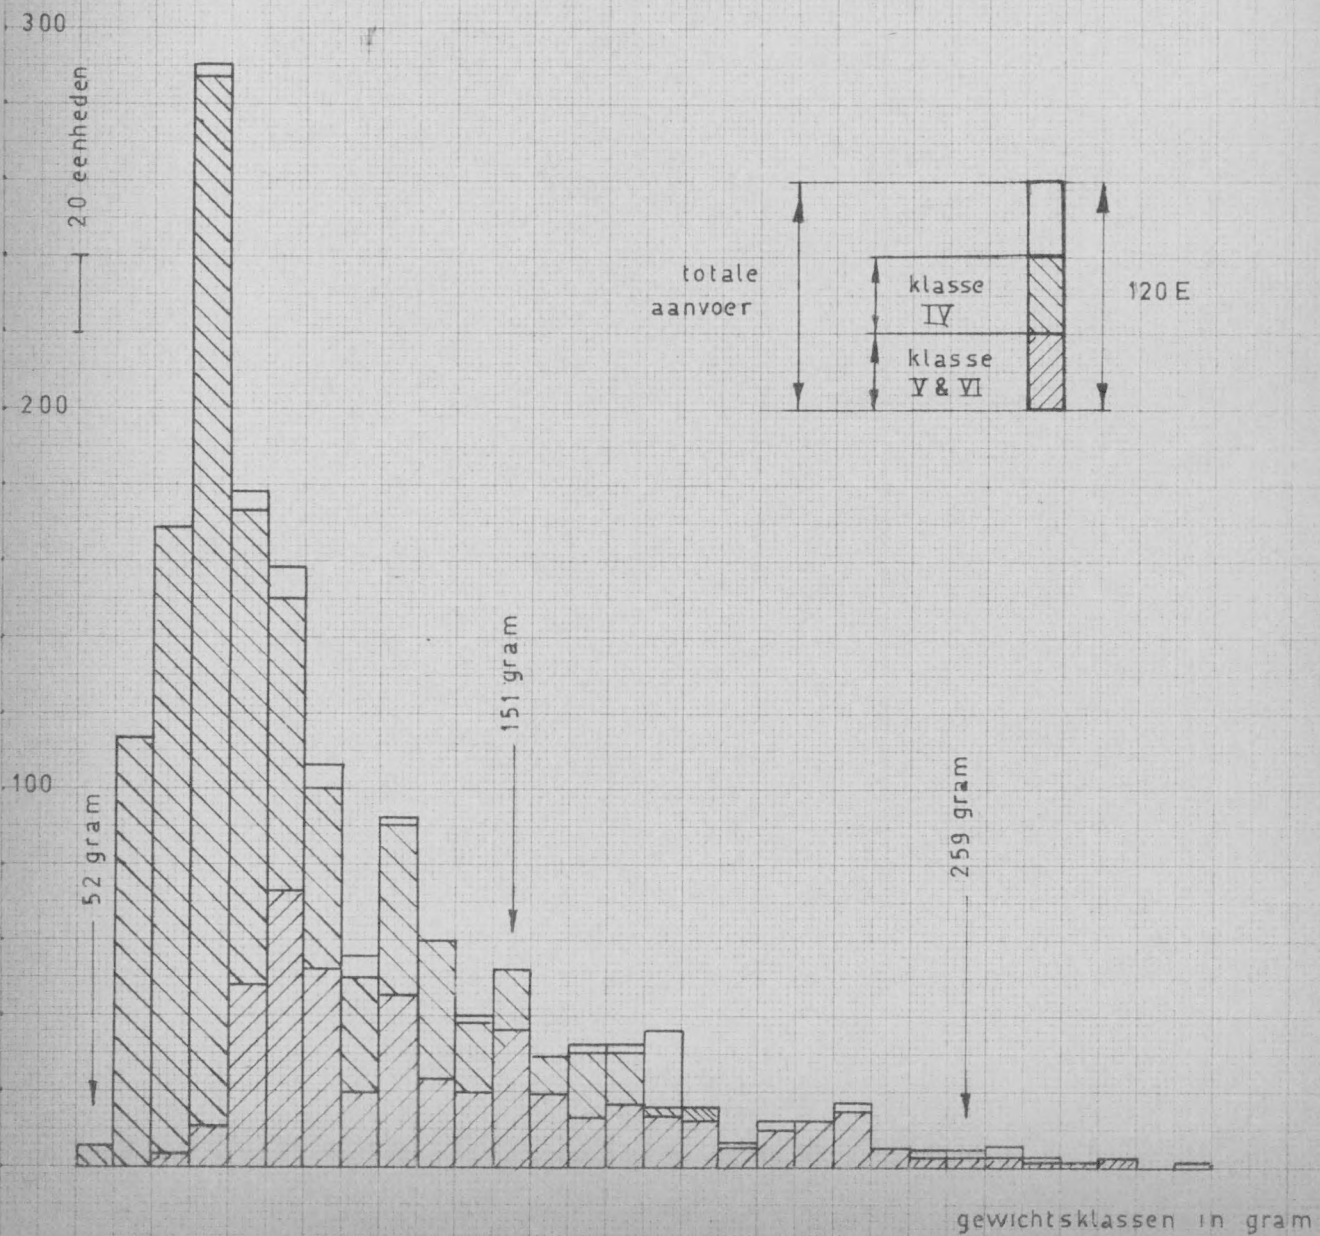 300
20 eenheden
totale
aanvoer
klasse
IV
klasse
V & VI
120 E
200
151 gram
100
52 gram
259 gram
gewichtsklassen in gram